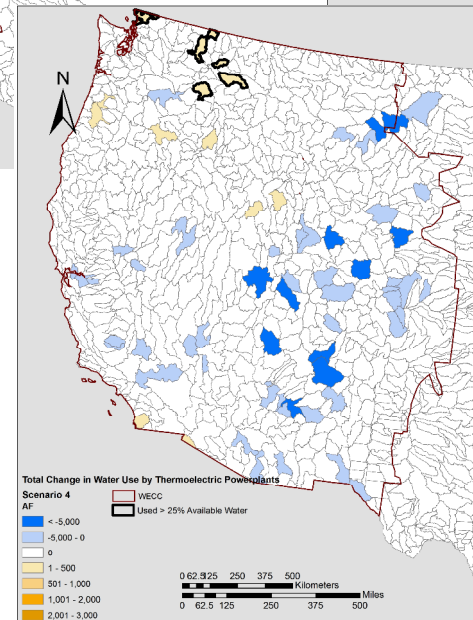 N
Total Change in Water Use by Thermoelectric Powerplants
Scenario 4
AF
< -5,000
-5,000 - 0
0
1 - 500
501 - 1,000
1,001 - 2,000
2,001 - 3,000
WECC
Used > 25% Available Water
0 62.5125 250 375 500
Kilometers
Miles
0 62.5 125 250 375 500